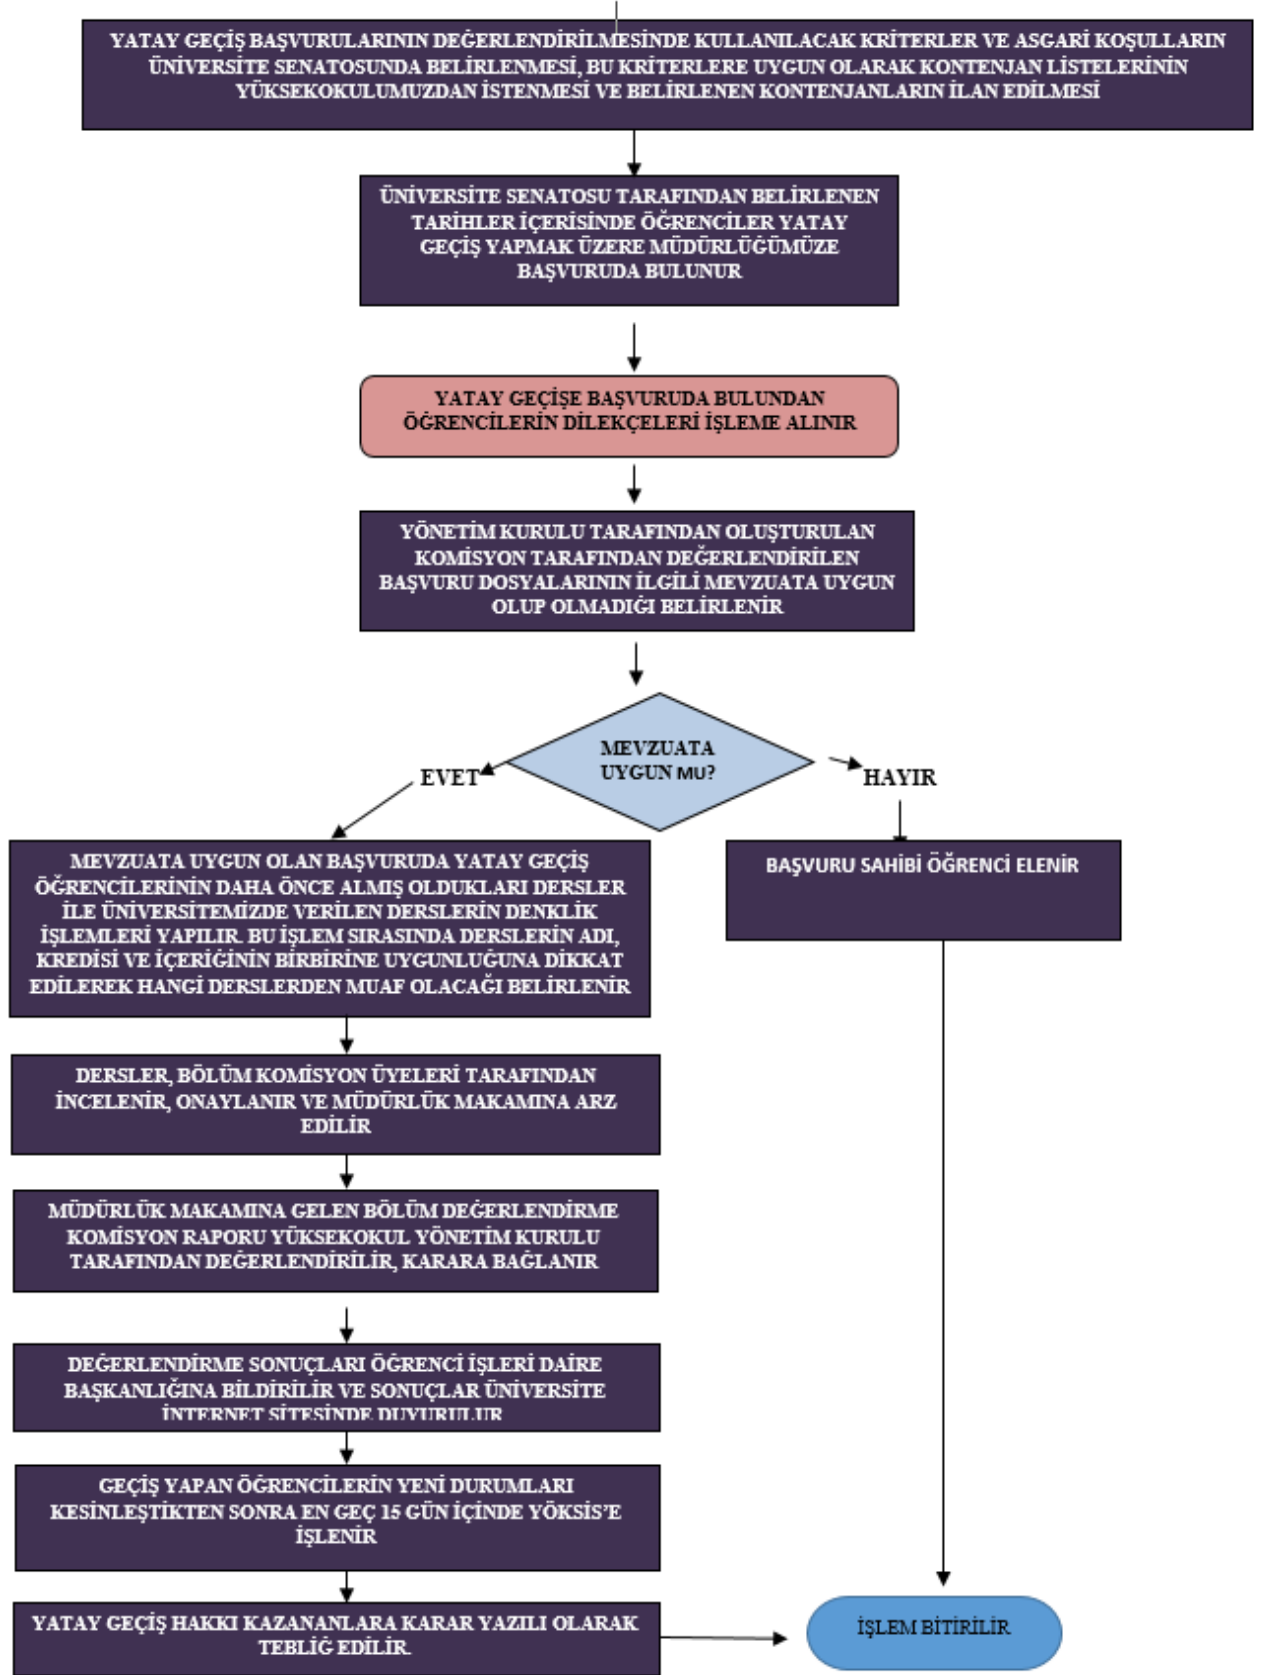 YATAY GEÇİŞ BAŞVURULARININ DEĞERLENDİRİLMESİNDE KULLANILACAK KRİTERLER VE ASGARİ KOŞULLARIN
ÜNİVERSİTE SENATOSUNDA BELİRLENMESİ, BU KRİTERLERE UYGUN OLARAK KONTENJAN LİSTELERİNİN
YÜKSEKOKULUMUZDAN İSTENMESİ VE BELİRLENEN KONTENJANLARIN İLAN EDİLMESİ
ÜNİVERSİTE SENATOSU TARAFINDAN BELİRLENEN
TARİHLER İÇERİSİNDE ÖĞRENCİLER YATAY
GEÇİŞ YAPMAK ÜZERE MÜDÜRLÜĞÜMÜZE
BAŞVURUDA BULUNUR
YATAY GEÇİŞE BAŞVURUDA BULUNDAN
ÖĞRENCİLERİN DİLEKÇELERİ İŞLEME ALINIR
YÖNETİM KURULU TARAFINDAN OLUŞTURULAN
KOMİSYON TARAFINDAN DEĞERLENDİRİLEN
BAŞVURU DOSYALARININ İLGİLİ MEVZUATA UYGUN
OLUP OLMADIĞI BELİRLENİR
MEVZUATA
UYGUN MU?
EVET
HAYIR
MEVZUATA UYGUN OLAN BAŞVURUDA YATAY GEÇİŞ
ÖĞRENCİLERİNİN DAHA ÖNCE ALMIŞ OLDUKLARI DERSLER
İLE ÜNİVERSİTEMİZDE VERİLEN DERSLERİN DENKLİK
İŞLEMLERİ YAPILIR. BU İŞLEM SIRASINDA DERSLERİN ADI,
KREDİSİ VE İÇERİĞİNİN BİRBİRİNE UYGUNLUĞUNA DİKKAT
EDİLEREK HANGİ DERSLERDEN MUAF OLACAĞI BELİRLENİR
BAŞVURU SAHİBİ ÖĞRENCİ ELENİR
DERSLER, BÖLÜM KOMİSYON ÜYELERİ TARAFINDAN
İNCELENİR, ONAYLANIR VE MÜDÜRLÜK MAKAMINA ARZ
EDİLİR
MÜDÜRLÜK MAKAMINA GELEN BÖLÜM DEĞERLENDİRME
KOMİSYON RAPORU YÜKSEKOKUL YÖNETİM KURULU
TARAFINDAN DEĞERLENDİRİLİR, KARARA BAĞLANIR
DEĞERLENDİRME SONUÇLARI ÖĞRENCİ İŞLERİ DAİRE
BAŞKANLIĞINA BİLDİRİLİR VE SONUÇLAR ÜNİVERSİTE
İNTERNET SİTESİNDE DUYURULUR
GEÇİŞ YAPAN ÖĞRENCİLERİN YENİ DURUMLARI
KESİNLEŞTİKTEN SONRA EN GEÇ 15 GÜN İÇİNDE YÖKSİS'E
İŞLENİR
YATAY GEÇİŞ HAKKI KAZANANLARA KARAR YAZILI OLARAK
TEBLİĞ EDİLİR.
İŞLEM BİTİRİLİR